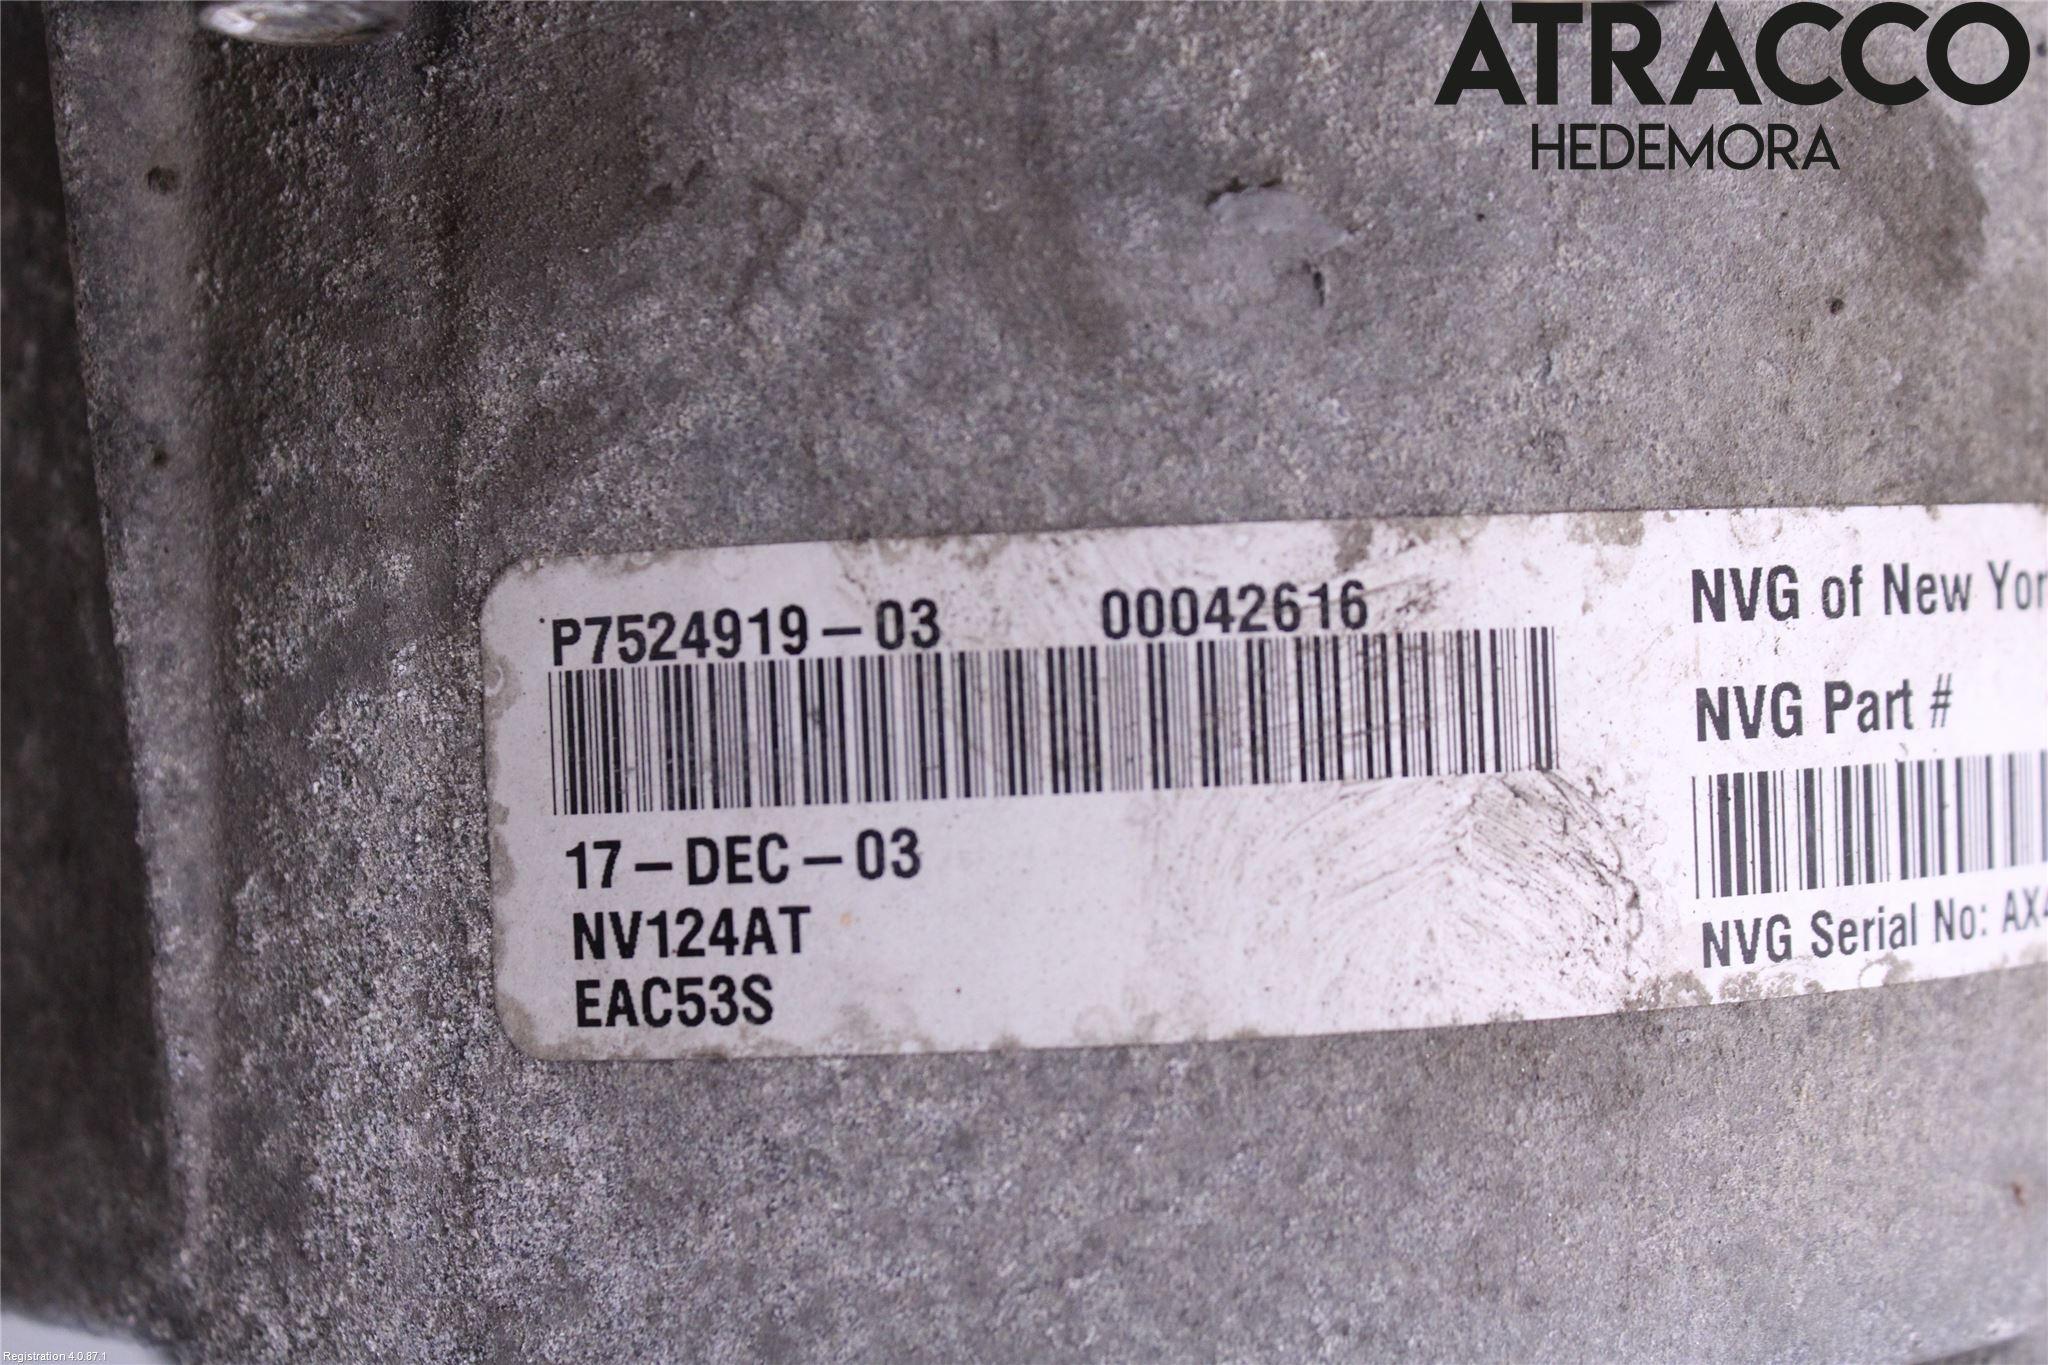 ATRACCO
HEDEMORA
P7524919-03 00042616
17-DEC-03
NV124AT
EAC53S
NVG of New Yor
NVG Part #
NVG Serial No: AX4
Registration 4.0.87.1